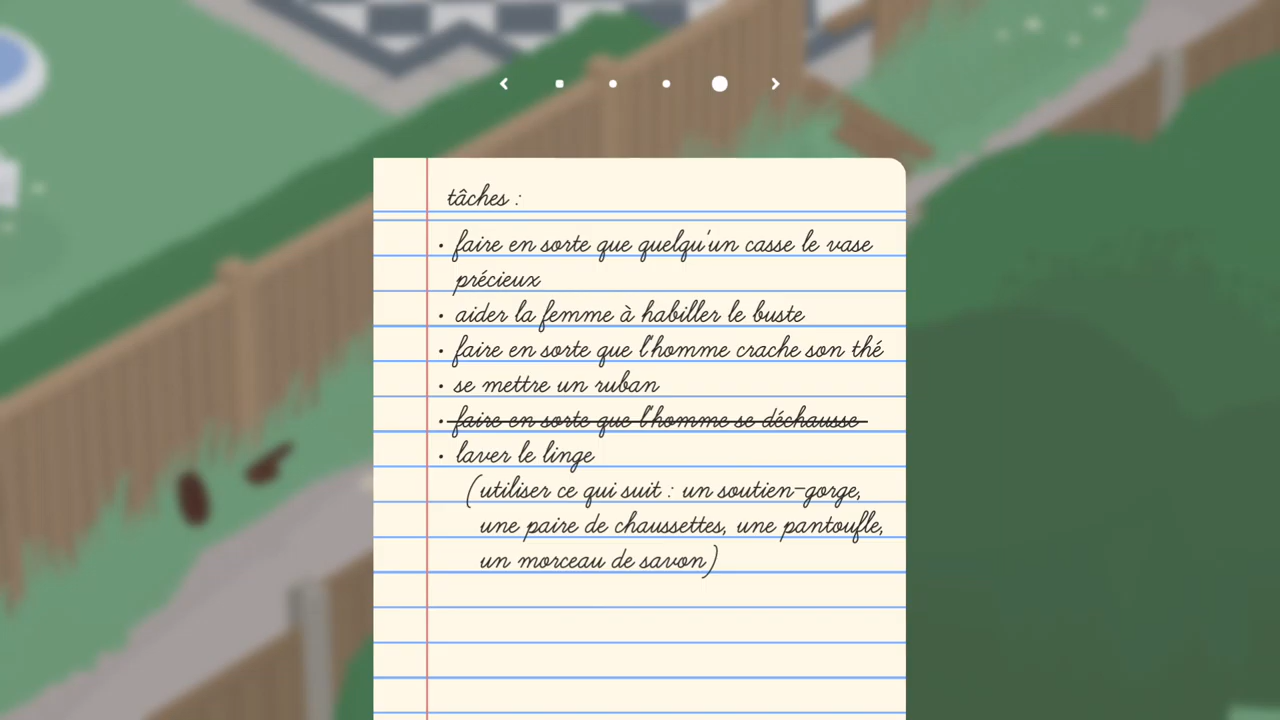 tâches :
• faire en sorte que quelqu'un casse le vase
précieux
• aider la femme à habiller le buste
• faire en sorte que l'homme crache son thé
• se mettre un ruban
• faire en sorte que l'homme se déchausse
• laver le linge
(utiliser ce qui suit : un soutien-gorge,
une paire de chaussettes, une pantoufle,
un morceau de savon)